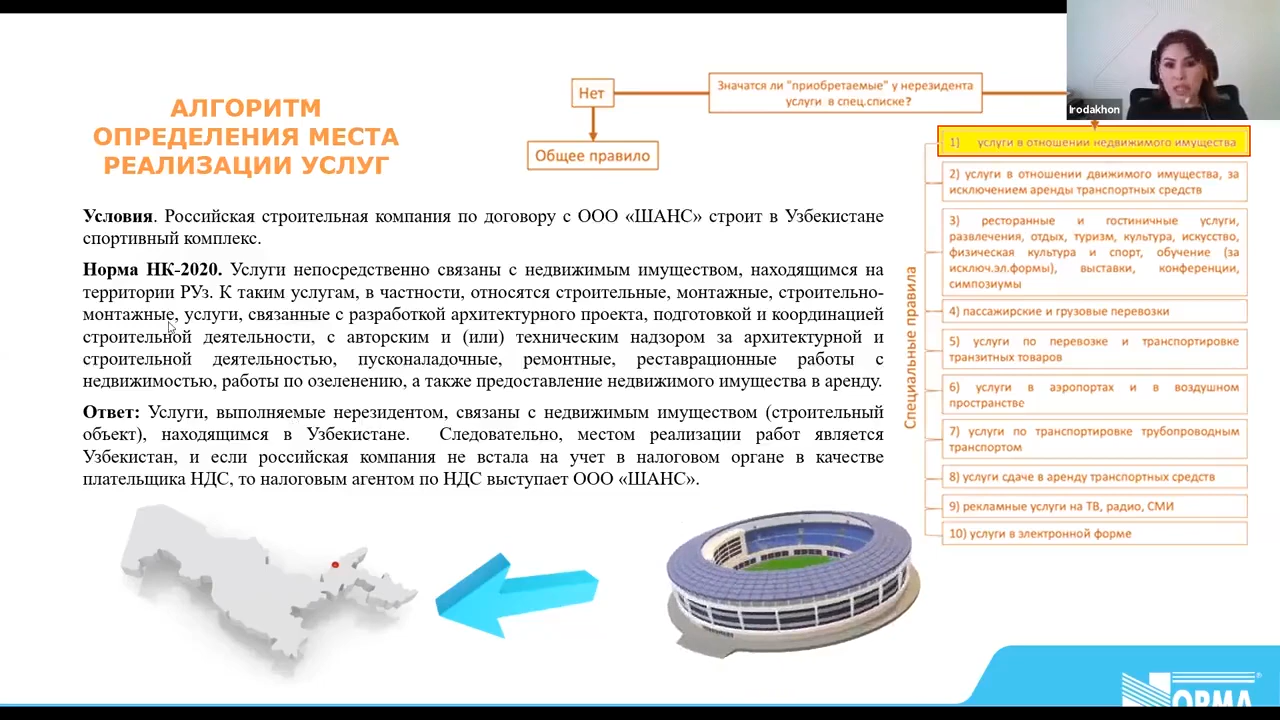 АЛГОРИТМ
ОПРЕДЕЛЕНИЯ МЕСТА
РЕАЛИЗАЦИИ УСЛУГ
Нет
Значатся ли "приобретаемые" у нерезидента
услуги в спец.списке?
Общее правило
Irodakhon
Условия. Российская строительная компания по договору с ООО «ШАНС» строит в Узбекистане
спортивный комплекс.
Норма НК-2020. Услуги непосредственно связаны с недвижимым имуществом, находящимся на
территории РУз. К таким услугам, в частности, относятся строительные, монтажные, строительно-
монтажные, услуги, связанные с разработкой архитектурного проекта, подготовкой и координацией
строительной деятельности, с авторским и (или) техническим надзором за архитектурной и
строительной деятельностью, пусконаладочные, ремонтные, реставрационные работы с
недвижимостью, работы по озеленению, а также предоставление недвижимого имущества в аренду.
Ответ: Услуги, выполняемые нерезидентом, связаны с недвижимым имуществом (строительный
объект), находящимся в Узбекистане. Следовательно, местом реализации работ является
Узбекистан, и если российская компания не встала на учет в налоговом органе в качестве
плательщика НДС, то налоговым агентом по НДС выступает ООО «ШАНС».
Специальные правила
1) услуги в отношении недвижимого имущества
2) услуги в отношении движимого имущества, за
исключением аренды транспортных средств
3) ресторанные и гостиничные услуги,
развлечения, отдых, туризм, культура, искусство,
физическая культура и спорт, обучение (за
исключ.эл.формы), выставки, конференции,
симпозиумы
4) пассажирские и грузовые перевозки
5) услуги по перевозке и транспортировке
транзитных товаров
6) услуги в аэропортах и в воздушном
пространстве
7) услуги по транспортировке трубопроводным
транспортом
8) услуги сдаче в аренду транспортных средств
9) рекламные услуги на ТВ, радио, СМИ
10) услуги в электронной форме
ОРМА